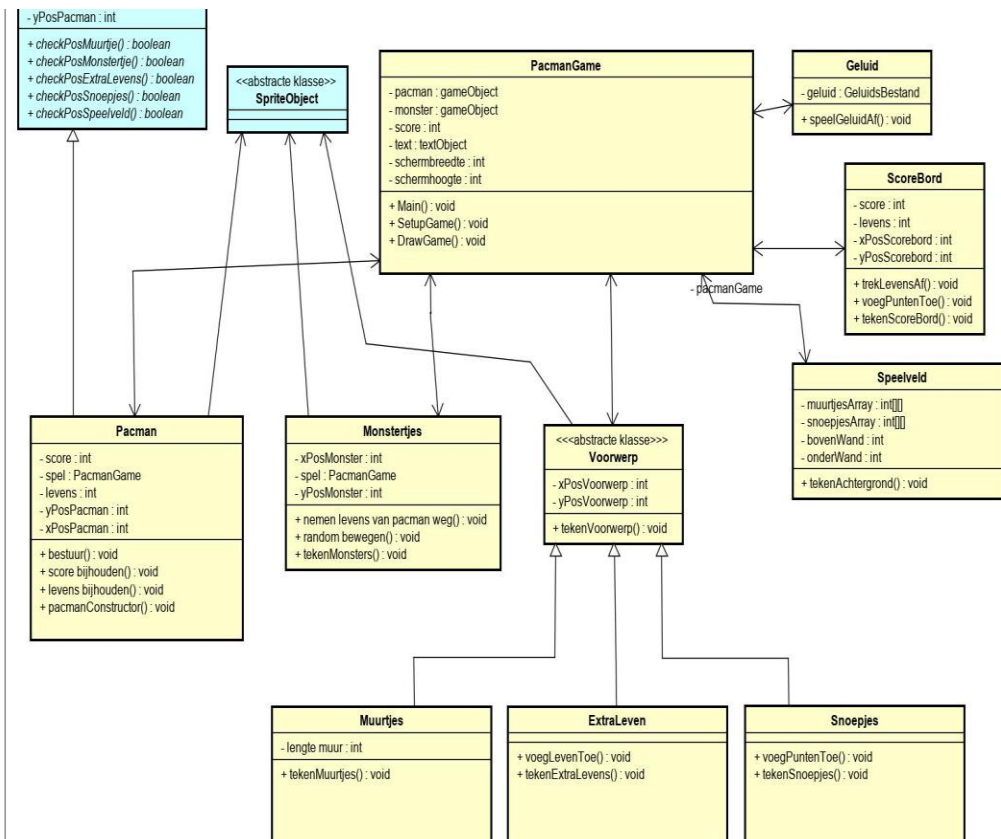 - yPosPacman : int
+ checkPosMuurtje() : boolean
+ checkPosMonstertje() : boolean
+ checkPosExtraLevens() : boolean
+ checkPosSnoepjes() : boolean
+ checkPosSpeelveld() : boolean
<<abstracte klasse>>
SpriteObject
PacmanGame
- pacman : gameObject
- monster : gameObject
- score : int
- text : textObject
- schermbreedte : int
- schermhoogte : int
+ Main() : void
+ SetupGame() : void
+ DrawGame() : void
Geluid
- geluid : GeluidsBestand
+ speelGeluidAf() : void
ScoreBord
- score : int
- levens : int
- xPosScorebord : int
- yPosScorebord : int
+ trekLevensAf() : void
+ voegPuntenToe() : void
+ tekenScoreBord() : void
- pacmanGame
Speelveld
- muurtjesArray : int[][]
- snoepjesArray : int[][]
- bovenWand : int
- onderWand : int
+ tekenAchtergrond() : void
Pacman
- score : int
- spel : PacmanGame
- levens : int
- yPosPacman : int
- xPosPacman : int
+ bestuur() : void
+ score bijhouden() : void
+ levens bijhouden() : void
+ pacmanConstructor() : void
Monstertjes
- xPosMonster : int
- spel : PacmanGame
- yPosMonster : int
+ nemen levens van pacman weg() : void
+ random bewegen() : void
+ tekenMonsters() : void
<<<abstracte klasse>>>
Voorwerp
- xPosVoorwerp : int
- yPosVoorwerp : int
+ tekenVoorwerp() : void
Muurtjes
- lengte muur : int
+ tekenMuurtjes() : void
ExtraLeven
+ voegLevenToe() : void
+ tekenExtraLevens() : void
Snoepjes
+ voegPuntenToe() : void
+ tekenSnoepjes() : void